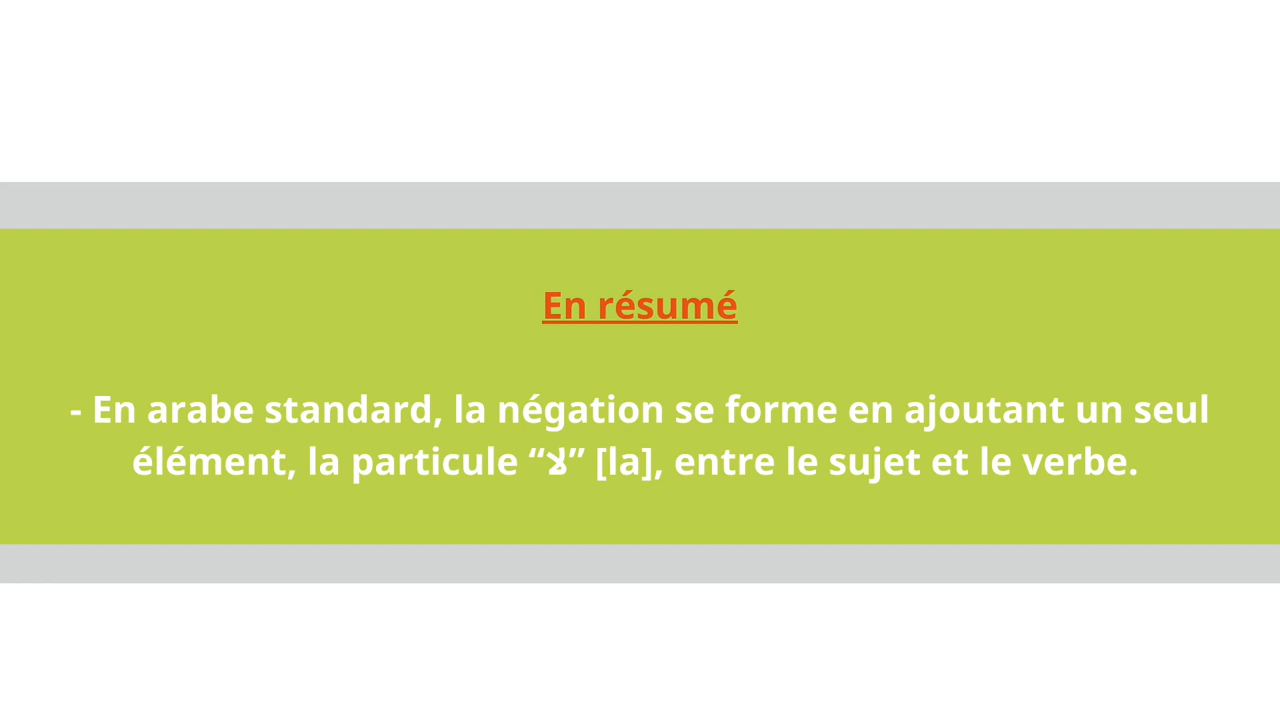 En résumé
- En arabe standard, la négation se forme en ajoutant un seul
élément, la particule “لا” [la], entre le sujet et le verbe.